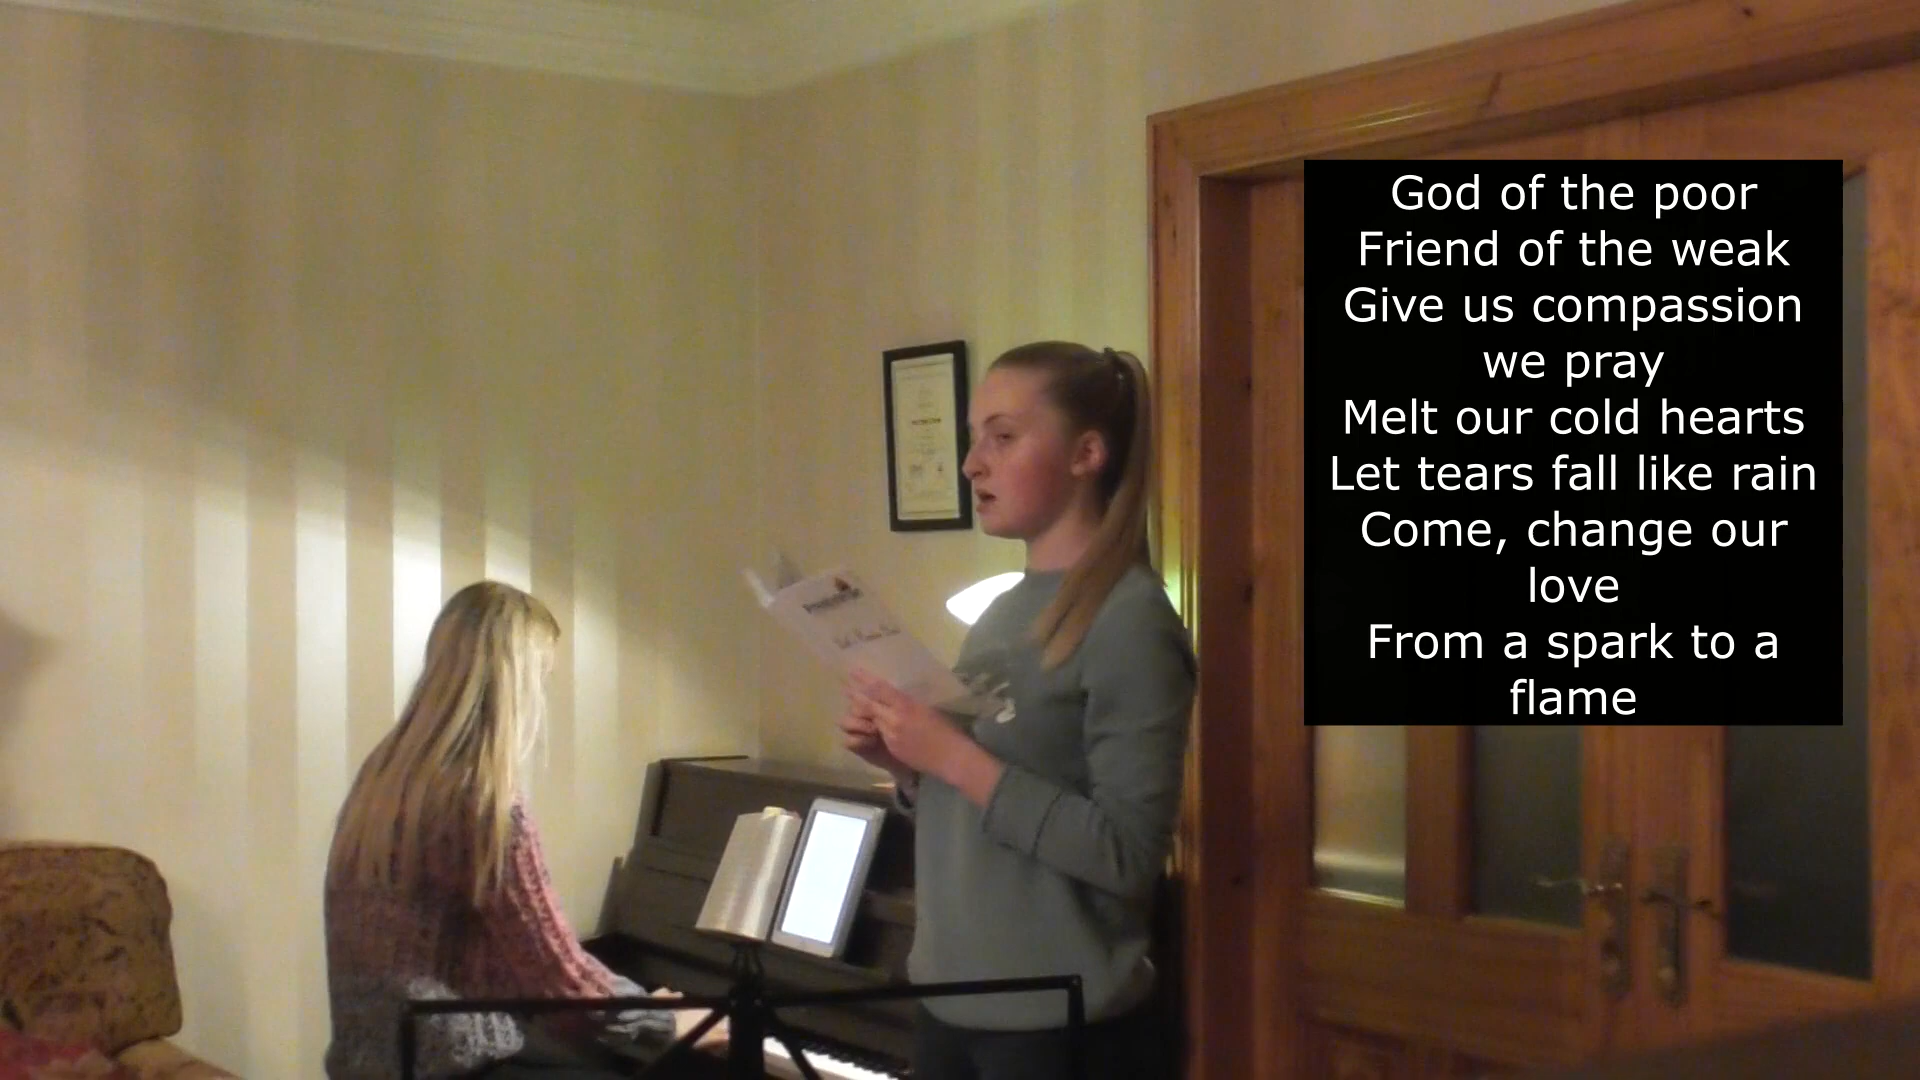 God of the poor
Friend of the weak
Give us compassion
we pray
Melt our cold hearts
Let tears fall like rain
Come, change our
love
From a spark to a
flame